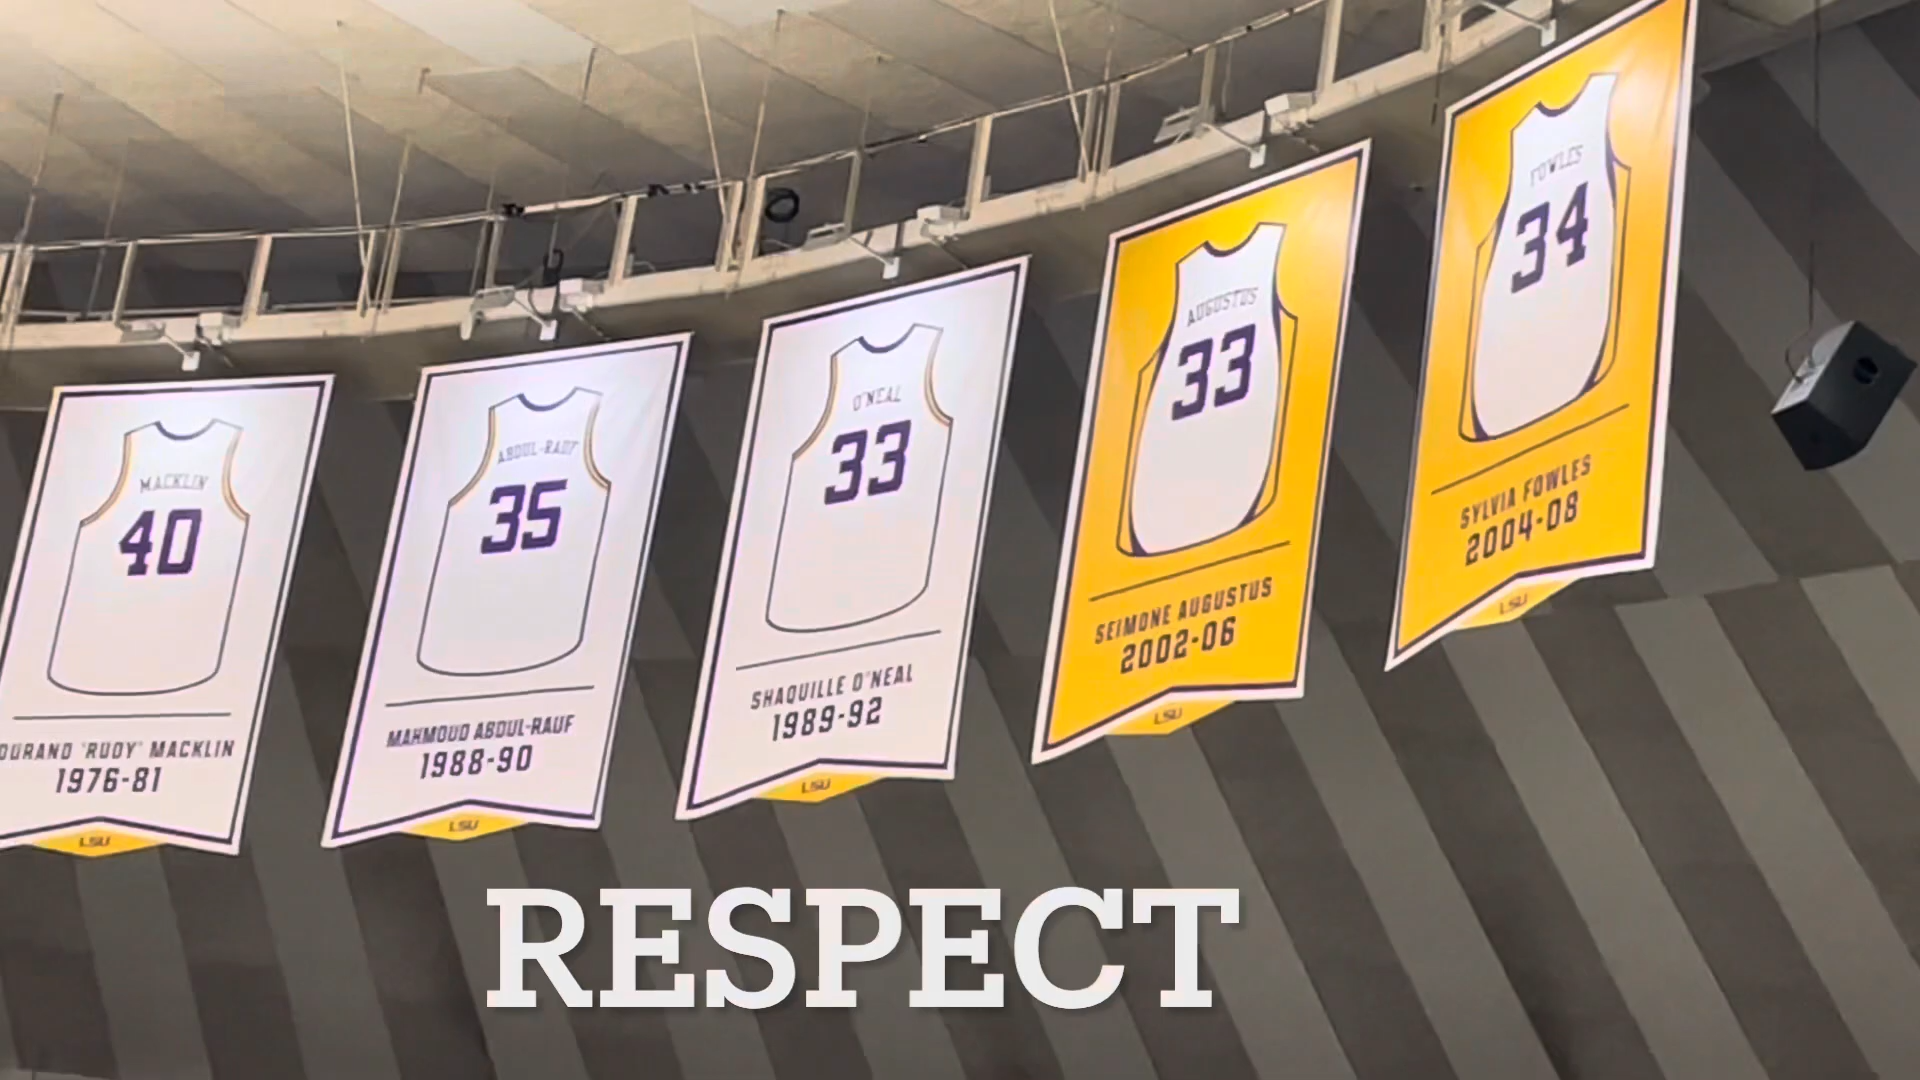 MACKLIN
40
DURAND "RUDY" MACKLIN
1976-81
LSU
ABDUL-RAUF
35
MAHMOUD ABDUL-RAUF
1988-90
LSU
O'NEAL
33
SHAQUILLE O'NEAL
1989-92
LSU
AUGUSTUS
33
SEIMONE AUGUSTUS
2002-06
LSU
FOWLES
34
SYLVIA FOWLES
2004-08
LSU
RESPECT